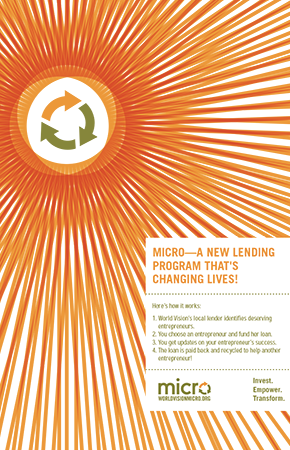 MICRO—A NEW LENDING
PROGRAM THAT'S
CHANGING LIVES!
Here's how it works:
1. World Vision's local lender identifies deserving
entrepreneurs.
2. You choose an entrepreneur and fund her loan.
3. You get updates on your entrepreneur's success.
4. The loan is paid back and recycled to help another
entrepreneur!
micro
WORLDVISIONMICRO.ORG
Invest.
Empower.
Transform.